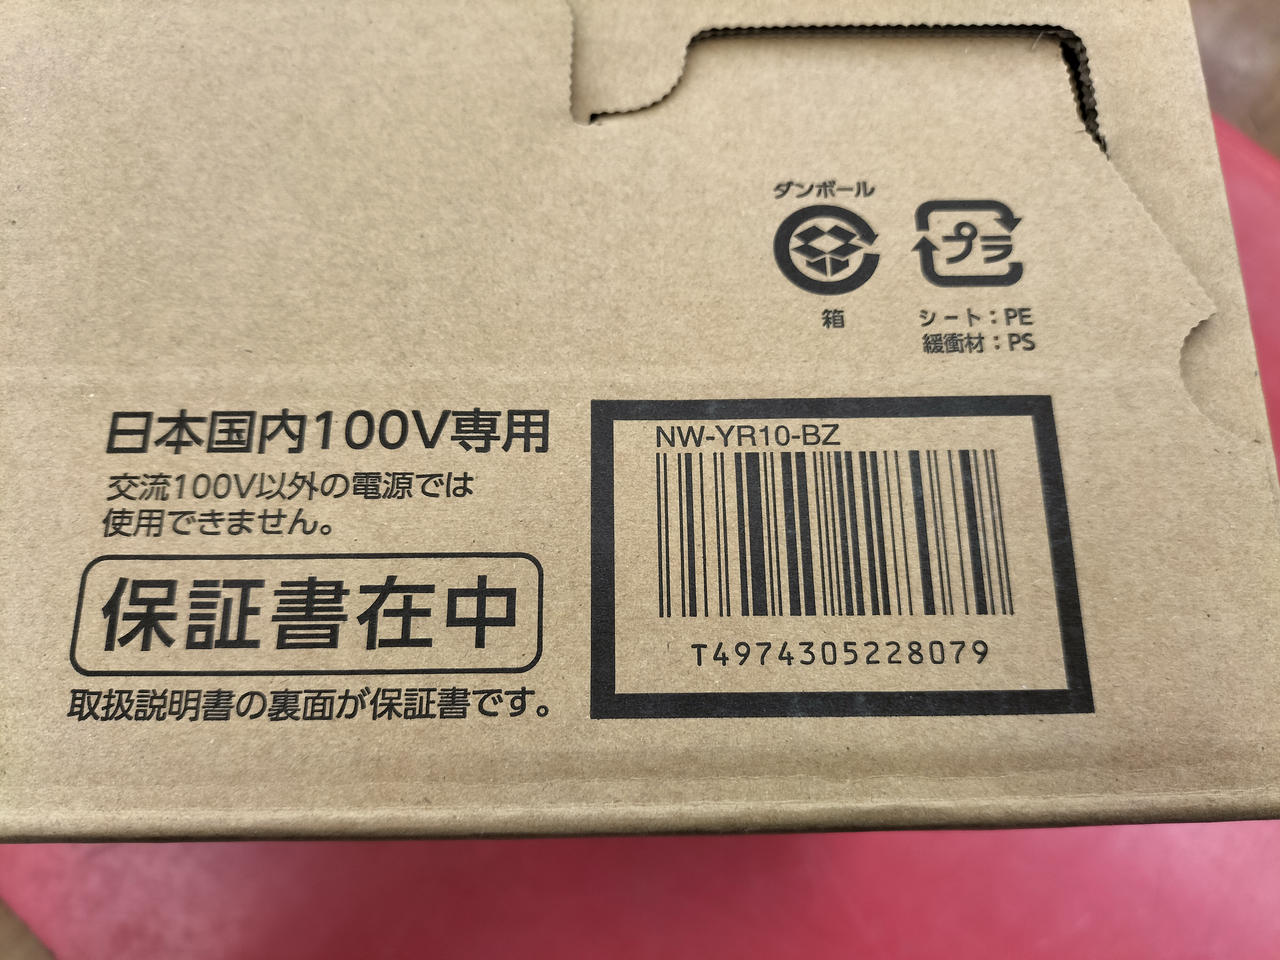 ダンボール
プラ
箱
シート：PE
緩衝材：PS
日本国内100V専用
交流100V以外の電源では
使用できません。
保証書在中
取扱説明書の裏面が保証書です。
NW-YR10-BZ
T4974305228079